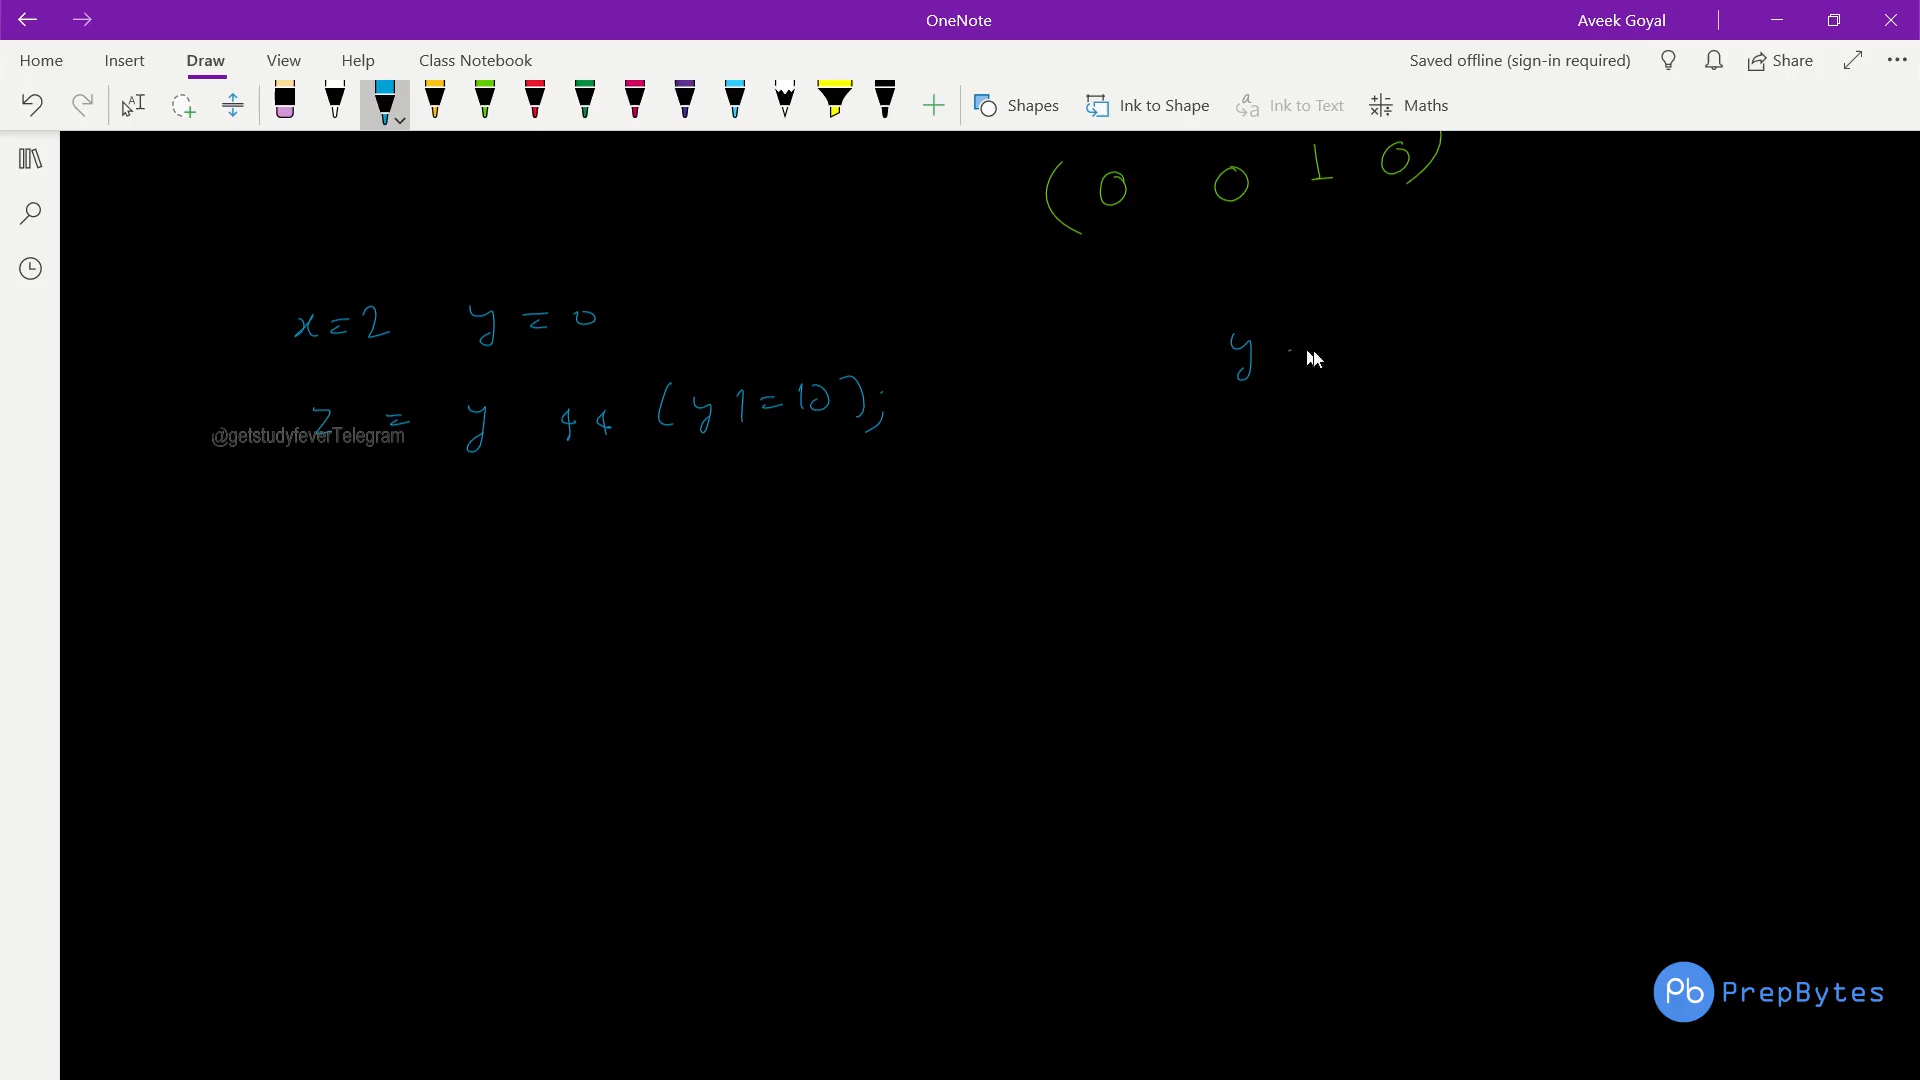 OneNote
Aveek Goyal
Home Insert Draw View Help Class Notebook
Saved offline (sign-in required) Share
Shapes Ink to Shape Ink to Text Maths
(0 0 1 0)
x=2 y=0
y
z = y && (y |= 10);
@getstudyfeverTelegram
Pb PrepBytes